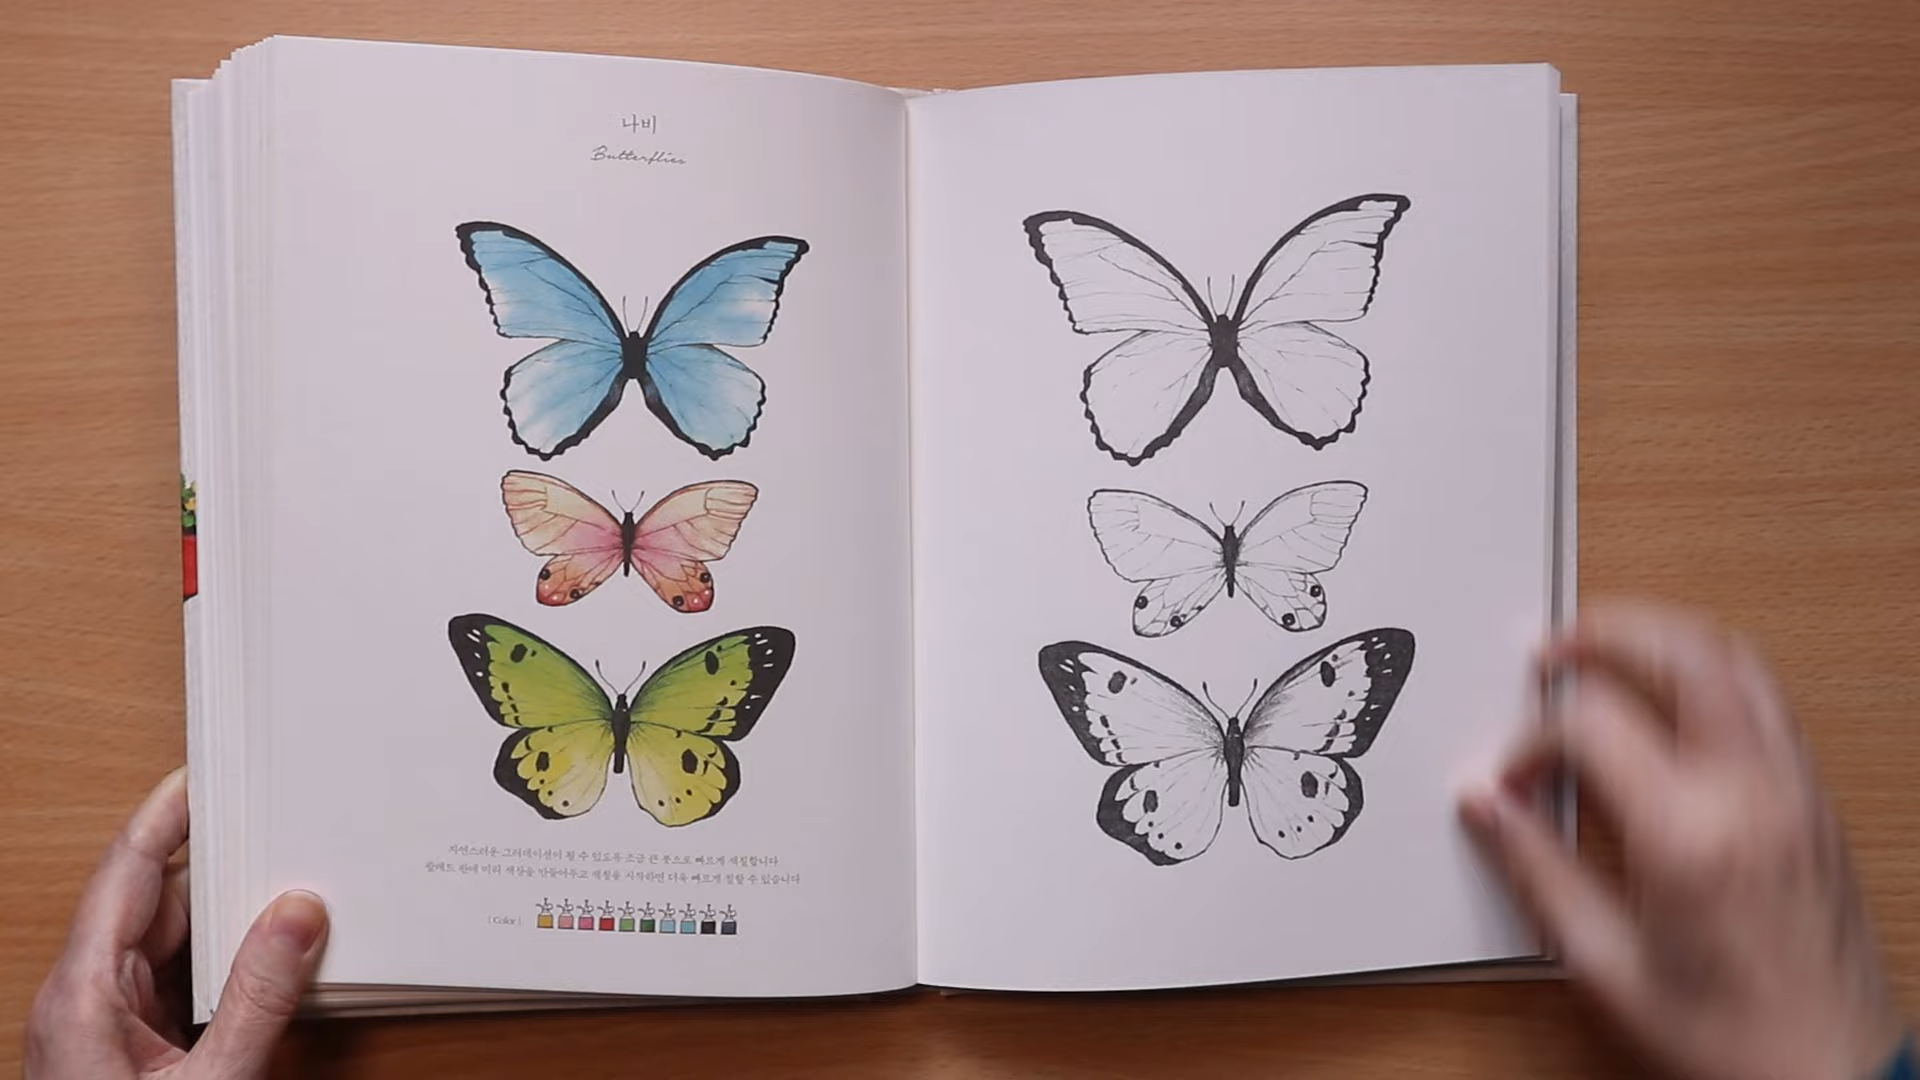 나비
Butterflies
자연스러운 그러데이션이 될 수 있도록 조금 큰 붓으로 빠르게 색칠합니다
팔레트 판에 미리 색상을 만들어두고 채색을 시작하면 더욱 빠르게 칠할 수 있습니다
[Color]